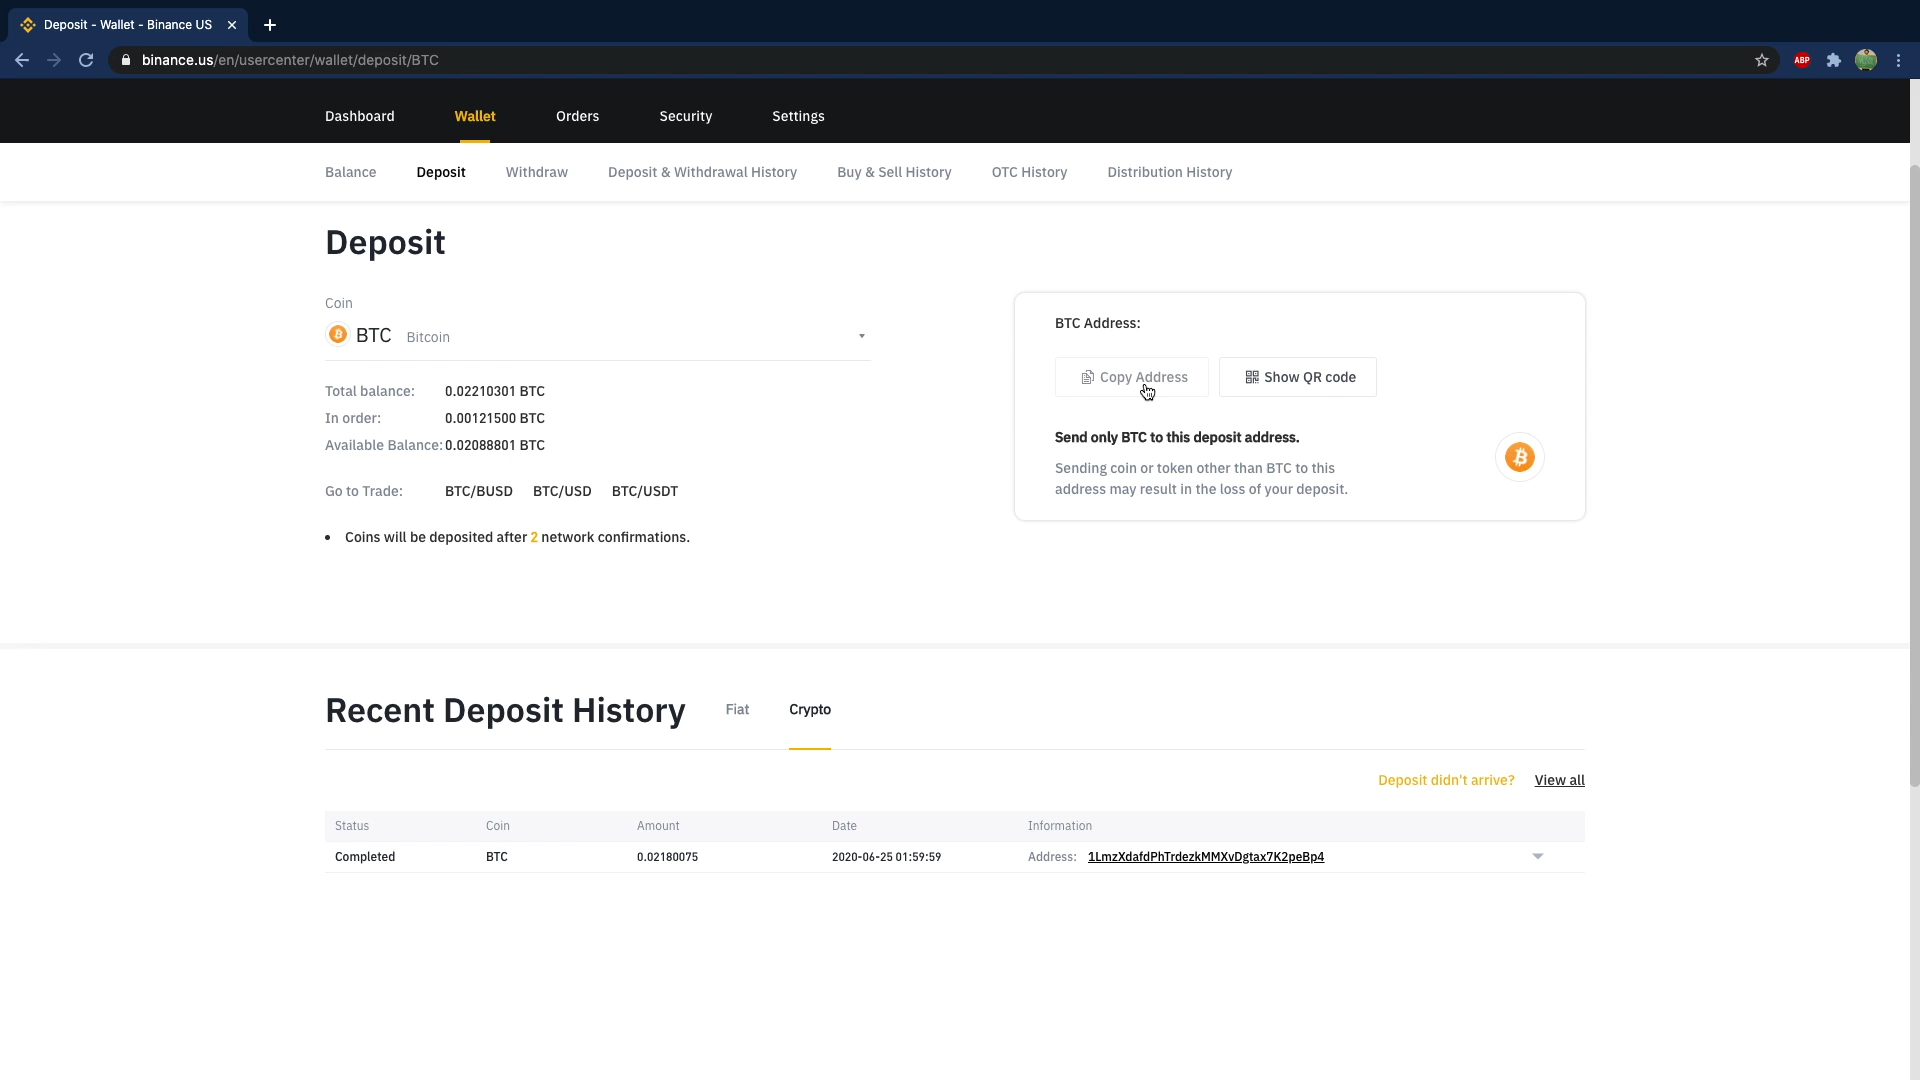 Deposit - Wallet - Binance US
binance.us/en/usercenter/wallet/deposit/BTC
ABP
Dashboard Wallet Orders Security Settings
Balance Deposit Withdraw Deposit & Withdrawal History Buy & Sell History OTC History Distribution History
Deposit
Coin
BTC Bitcoin
Total balance: 0.02210301 BTC
In order: 0.00121500 BTC
Available Balance: 0.02088801 BTC
Go to Trade: BTC/BUSD BTC/USD BTC/USDT
• Coins will be deposited after 2 network confirmations.
BTC Address:
Copy Address Show QR code
Send only BTC to this deposit address.
Sending coin or token other than BTC to this
address may result in the loss of your deposit.
Recent Deposit History Fiat Crypto
Deposit didn't arrive? View all
Status Coin Amount Date Information
Completed BTC 0.02180075 2020-06-25 01:59:59 Address: 1LmzXdafdPhTrdezkMMXvDgtax7K2peBp4